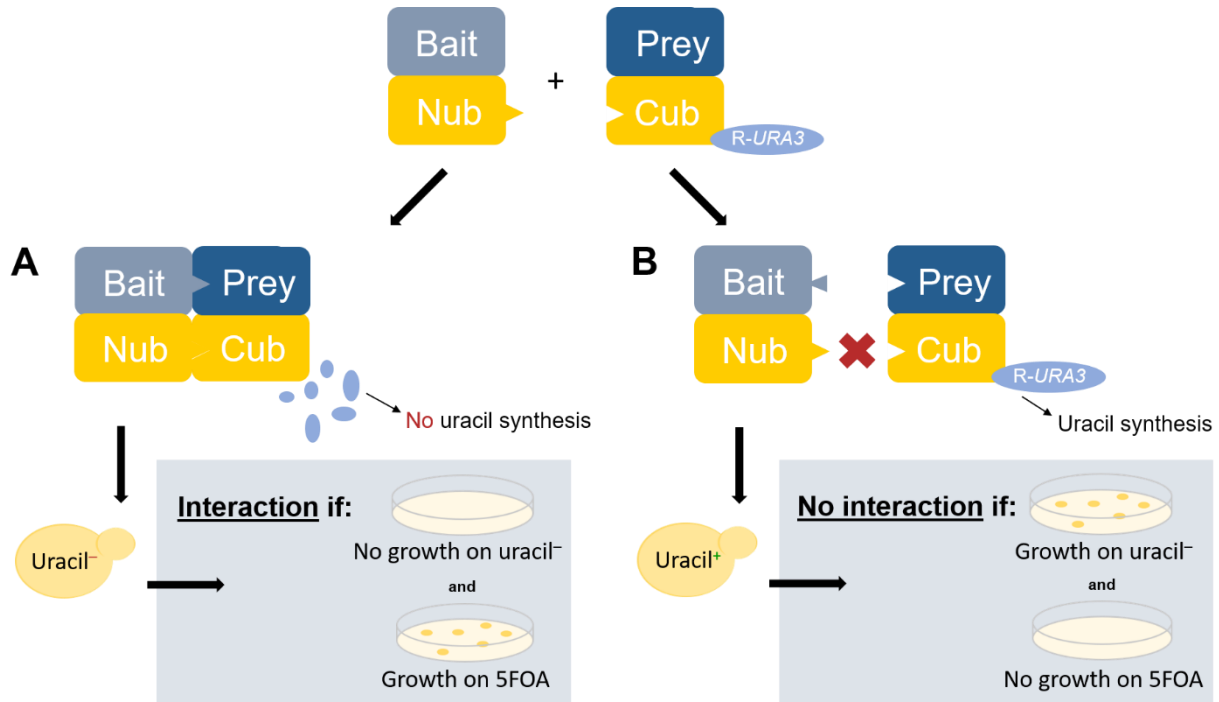 Bait
Prey
+
Nub
Cub
R-URA3
A
Bait
Prey
Nub
Cub
No uracil synthesis
Interaction if:
No growth on uracil⁻
Uracil⁻
and
Growth on 5FOA
B
Bait
Prey
Nub
Cub
R-URA3
Uracil synthesis
No interaction if:
Growth on uracil⁻
Uracil⁺
and
No growth on 5FOA